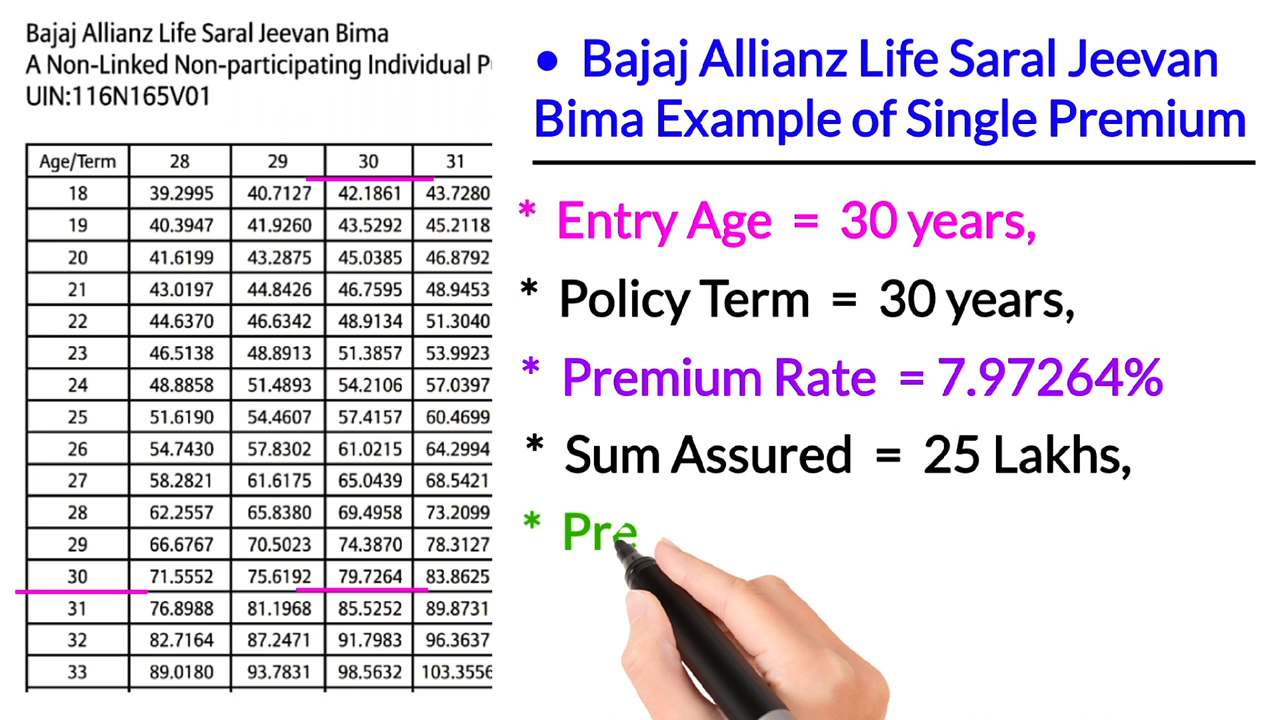 Bajaj Allianz Life Saral Jeevan Bima
A Non-Linked Non-participating Individual P
UIN:116N165V01
Age/Term 28 29 30 31
18 39.2995 40.7127 42.1861 43.7280
19 40.3947 41.9260 43.5292 45.2118
20 41.6199 43.2875 45.0385 46.8792
21 43.0197 44.8426 46.7595 48.9453
22 44.6370 46.6342 48.9134 51.3040
23 46.5138 48.8913 51.3857 53.9923
24 48.8858 51.4893 54.2106 57.0397
25 51.6190 54.4607 57.4157 60.4699
26 54.7430 57.8302 61.0215 64.2994
27 58.2821 61.6175 65.0439 68.5421
28 62.2557 65.8380 69.4958 73.2099
29 66.6767 70.5023 74.3870 78.3127
30 71.5552 75.6192 79.7264 83.8625
31 76.8988 81.1968 85.5252 89.8731
32 82.7164 87.2471 91.7983 96.3637
33 89.0180 93.7831 98.5632 103.3556
• Bajaj Allianz Life Saral Jeevan
Bima Example of Single Premium
* Entry Age = 30 years,
* Policy Term = 30 years,
* Premium Rate = 7.97264%
* Sum Assured = 25 Lakhs,
* Pre